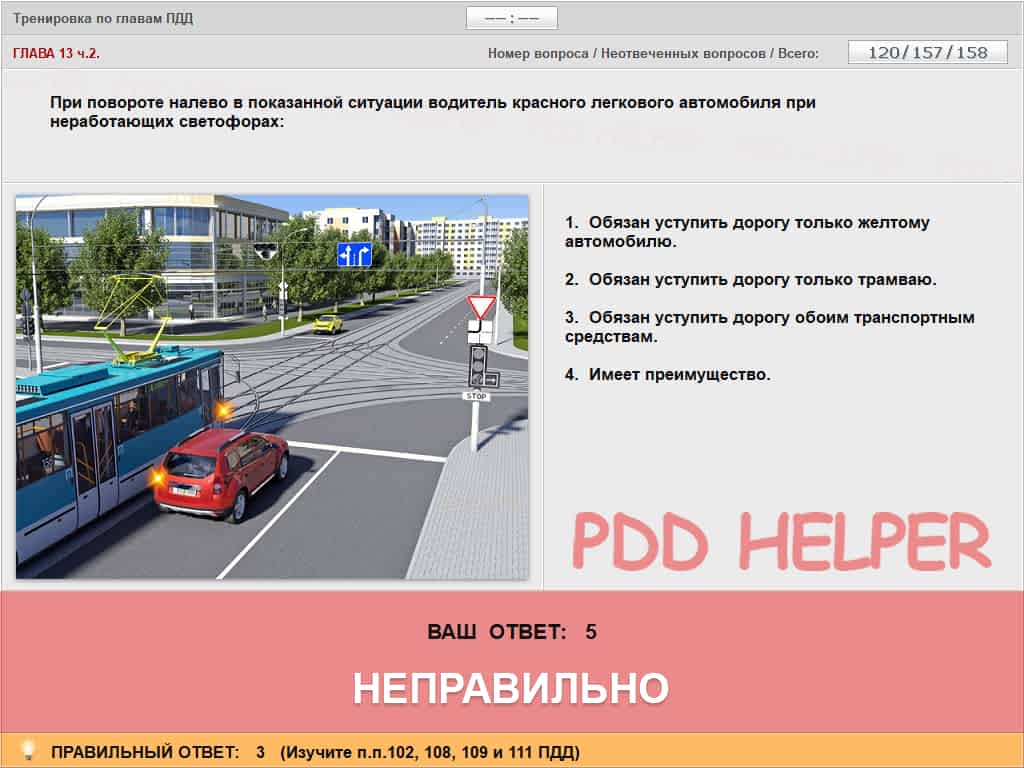 Тренировка по главам ПДД
—— : ——
ГЛАВА 13 ч.2.
Номер вопроса / Неотвеченных вопросов / Всего:
120/157/158
При повороте налево в показанной ситуации водитель красного легкового автомобиля при
неработающих светофорах:
1. Обязан уступить дорогу только желтому
автомобилю.
2. Обязан уступить дорогу только трамваю.
3. Обязан уступить дорогу обоим транспортным
средствам.
4. Имеет преимущество.
STOP
PDD HELPER
ВАШ ОТВЕТ: 5
НЕПРАВИЛЬНО
ПРАВИЛЬНЫЙ ОТВЕТ: 3 (Изучите п.п.102, 108, 109 и 111 ПДД)